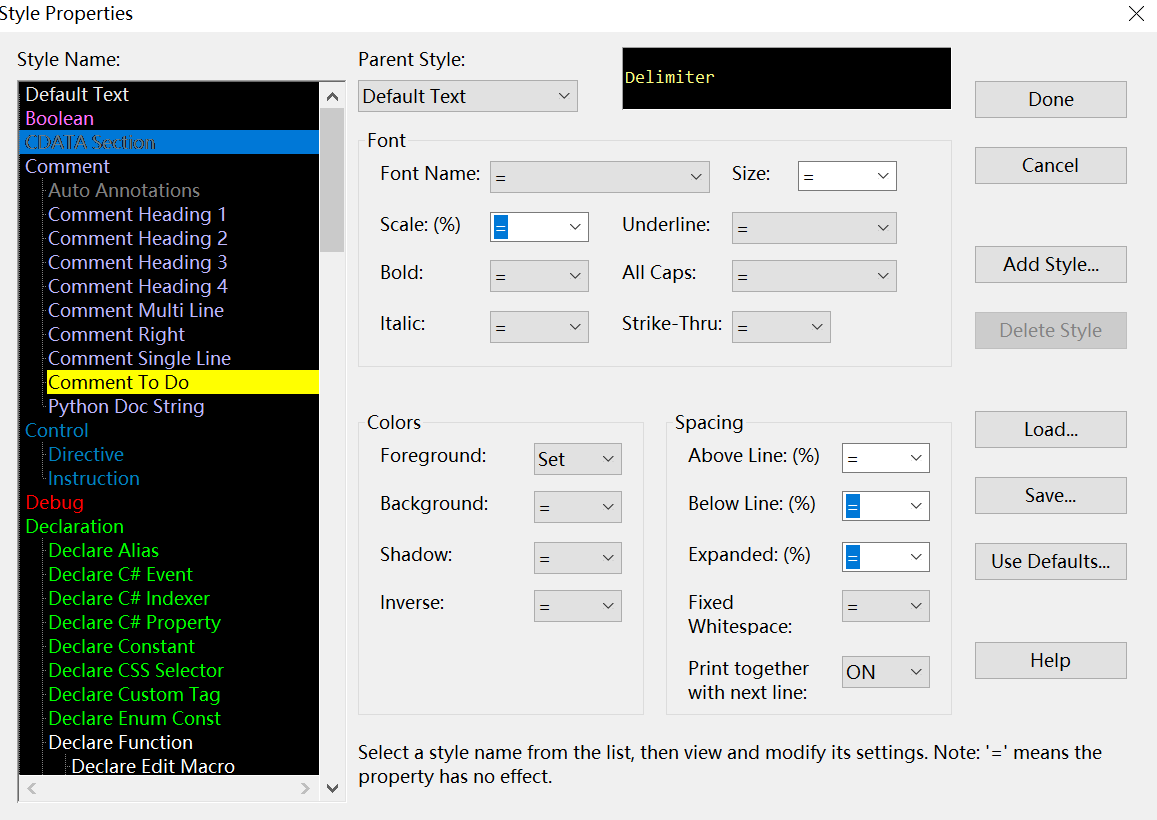 Style Properties
Style Name:
Default Text
Boolean
CDATA Section
Comment
Auto Annotations
Comment Heading 1
Comment Heading 2
Comment Heading 3
Comment Heading 4
Comment Multi Line
Comment Right
Comment Single Line
Comment To Do
Python Doc String
Control
Directive
Instruction
Debug
Declaration
Declare Alias
Declare C# Event
Declare C# Indexer
Declare C# Property
Declare Constant
Declare CSS Selector
Declare Custom Tag
Declare Enum Const
Declare Function
Declare Edit Macro
Parent Style:
Default Text
Delimiter
Font
Font Name: =
Size: =
Scale: (%) =
Underline: =
Bold: =
All Caps: =
Italic: =
Strike-Thru: =
Colors
Foreground: Set
Background: =
Shadow: =
Inverse: =
Spacing
Above Line: (%) =
Below Line: (%) =
Expanded: (%) =
Fixed
Whitespace: =
Print together
with next line: ON
Done
Cancel
Add Style...
Delete Style
Load...
Save...
Use Defaults...
Help
Select a style name from the list, then view and modify its settings. Note: '=' means the
property has no effect.